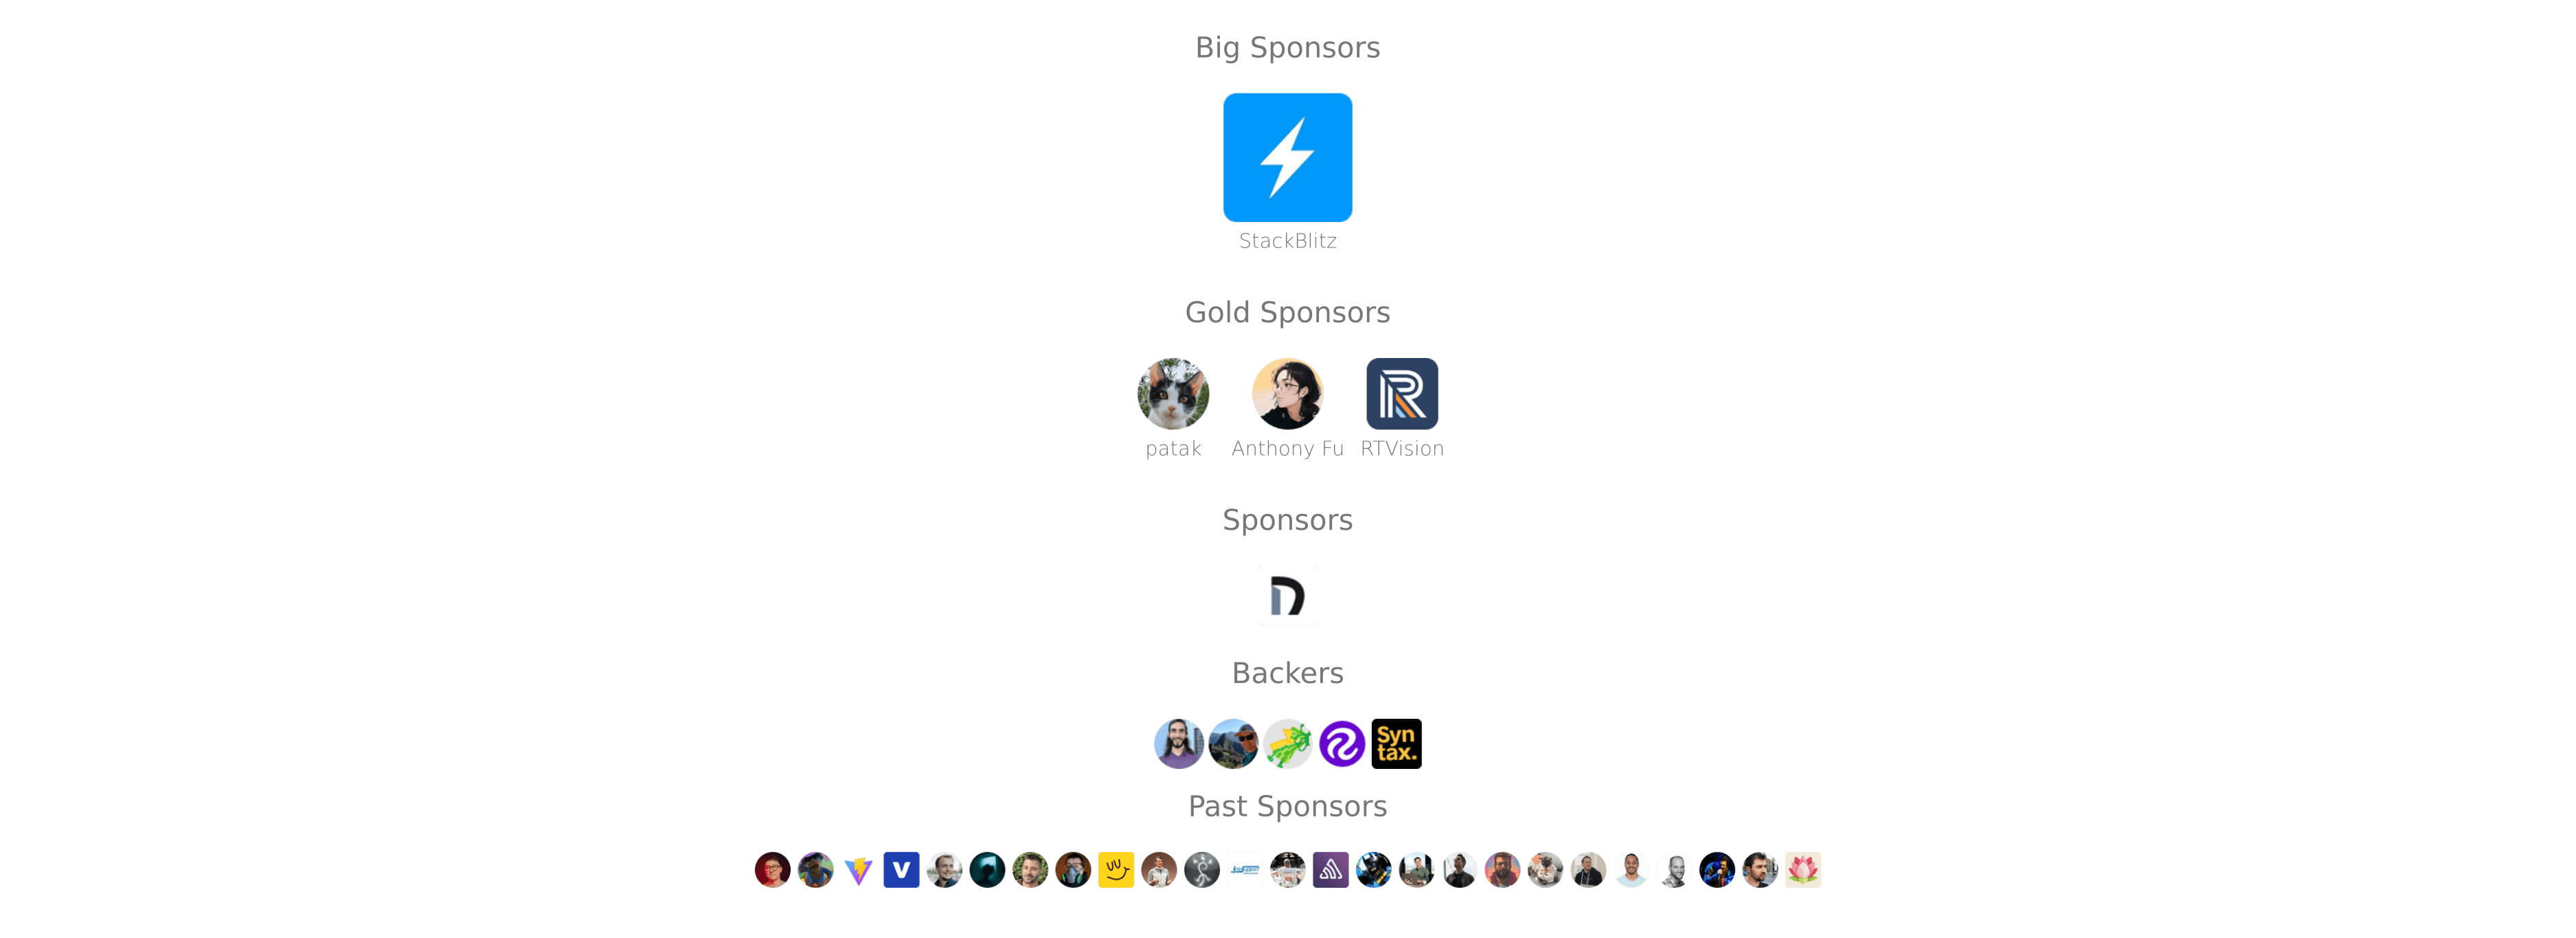 Big Sponsors
StackBlitz
Gold Sponsors
patak Anthony Fu RTVision
Sponsors
Backers
Syn
tax.
Past Sponsors